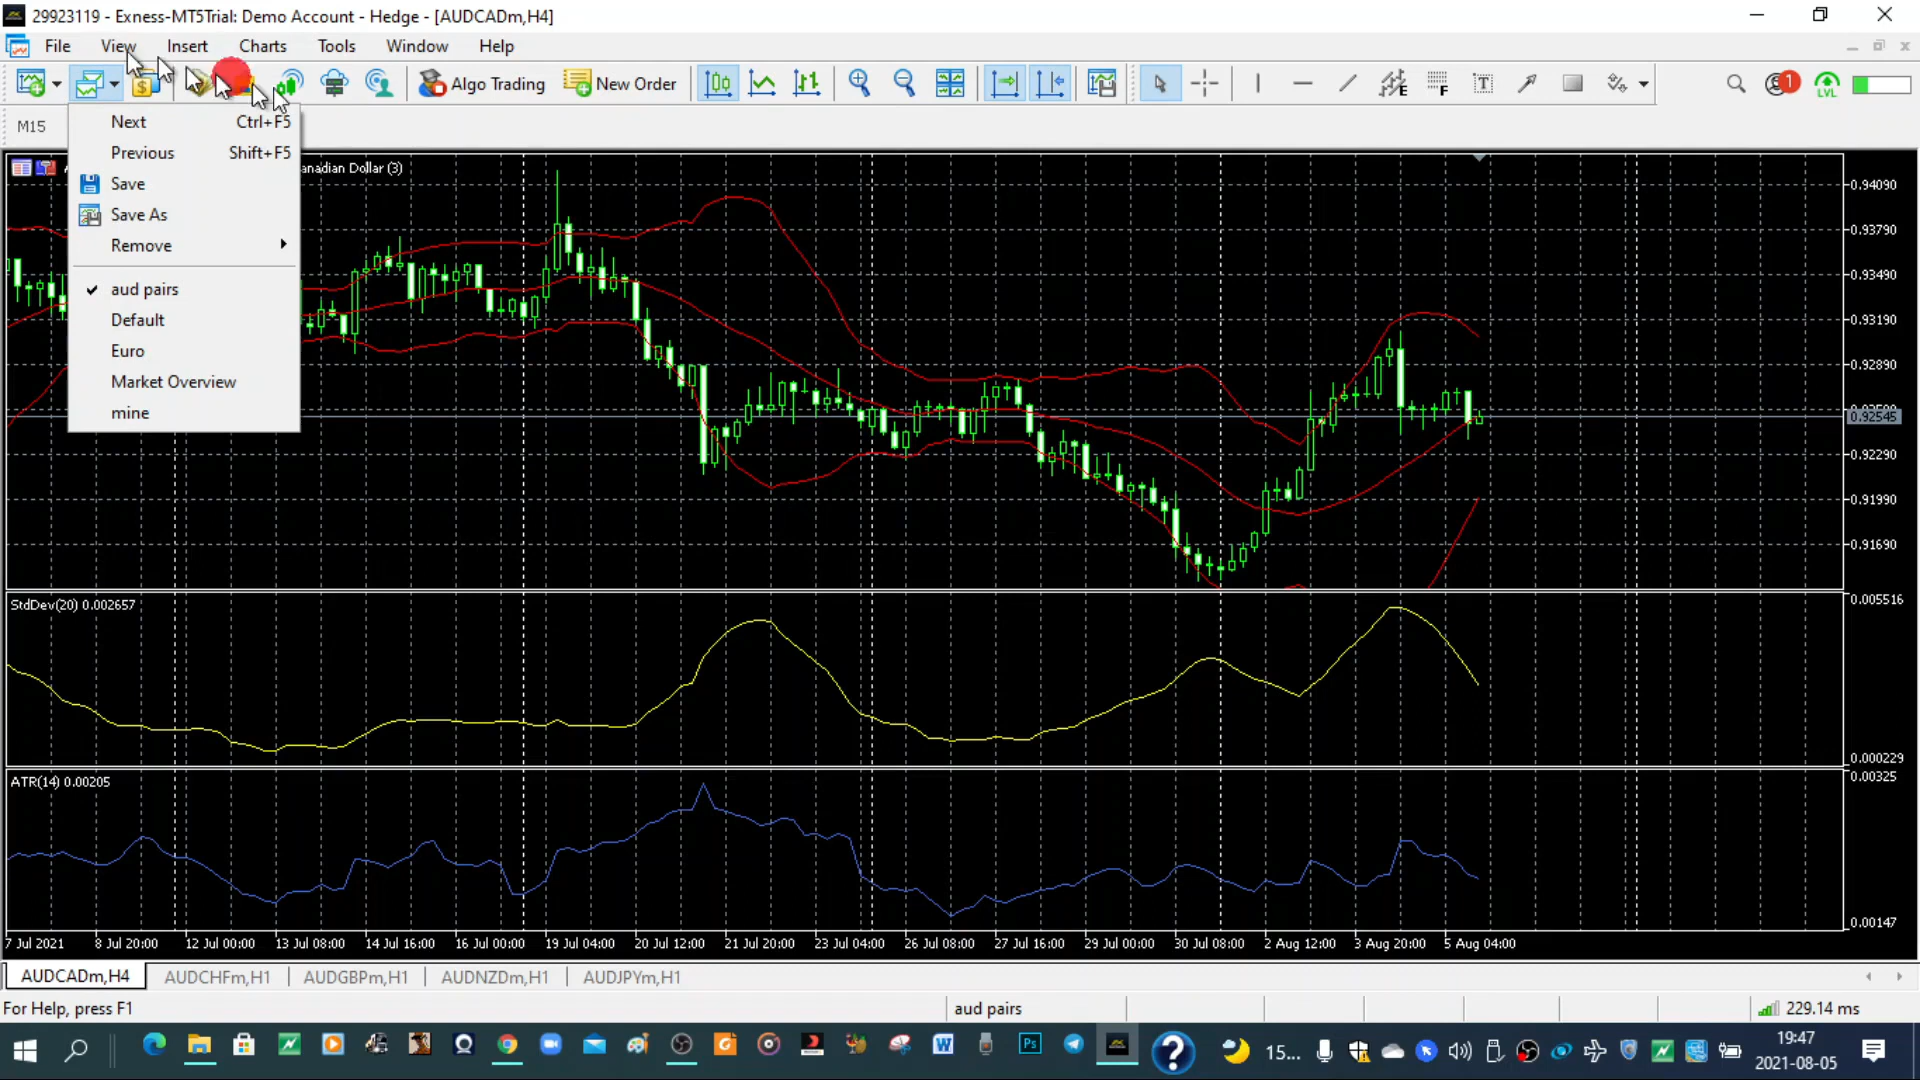 29923119 - Exness-MT5Trial: Demo Account - Hedge - [AUDCADm,H4]
File View Insert Charts Tools Window Help
Algo Trading New Order 1 LVL
M15
Next Ctrl+F5
Previous Shift+F5
Save
Save As
Remove
aud pairs
Default
Euro
Market Overview
mine
anadian Dollar (3)
0.94090
0.93790
0.93490
0.93190
0.92890
0.92545
0.92290
0.91990
0.91690
StdDev(20) 0.002657
0.005516
0.000229
ATR(14) 0.00205
0.00325
0.00147
7 Jul 2021 8 Jul 20:00 12 Jul 00:00 13 Jul 08:00 14 Jul 16:00 16 Jul 00:00 19 Jul 04:00 20 Jul 12:00 21 Jul 20:00 23 Jul 04:00 26 Jul 08:00 27 Jul 16:00 29 Jul 00:00 30 Jul 08:00 2 Aug 12:00 3 Aug 20:00 5 Aug 04:00
AUDCADm,H4 AUDCHFm,H1 AUDGBPm,H1 AUDNZDm,H1 AUDJPYm,H1
For Help, press F1 aud pairs 229.14 ms
15... 19:47
2021-08-05